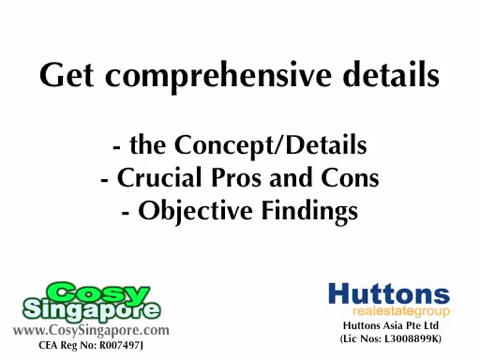 Get comprehensive details
- the Concept/Details
- Crucial Pros and Cons
- Objective Findings
Cosy
Singapore
www.CosySingapore.com
CEA Reg No: R007497J
Huttons
realestategroup
Huttons Asia Pte Ltd
(Lic Nos: L3008899K)